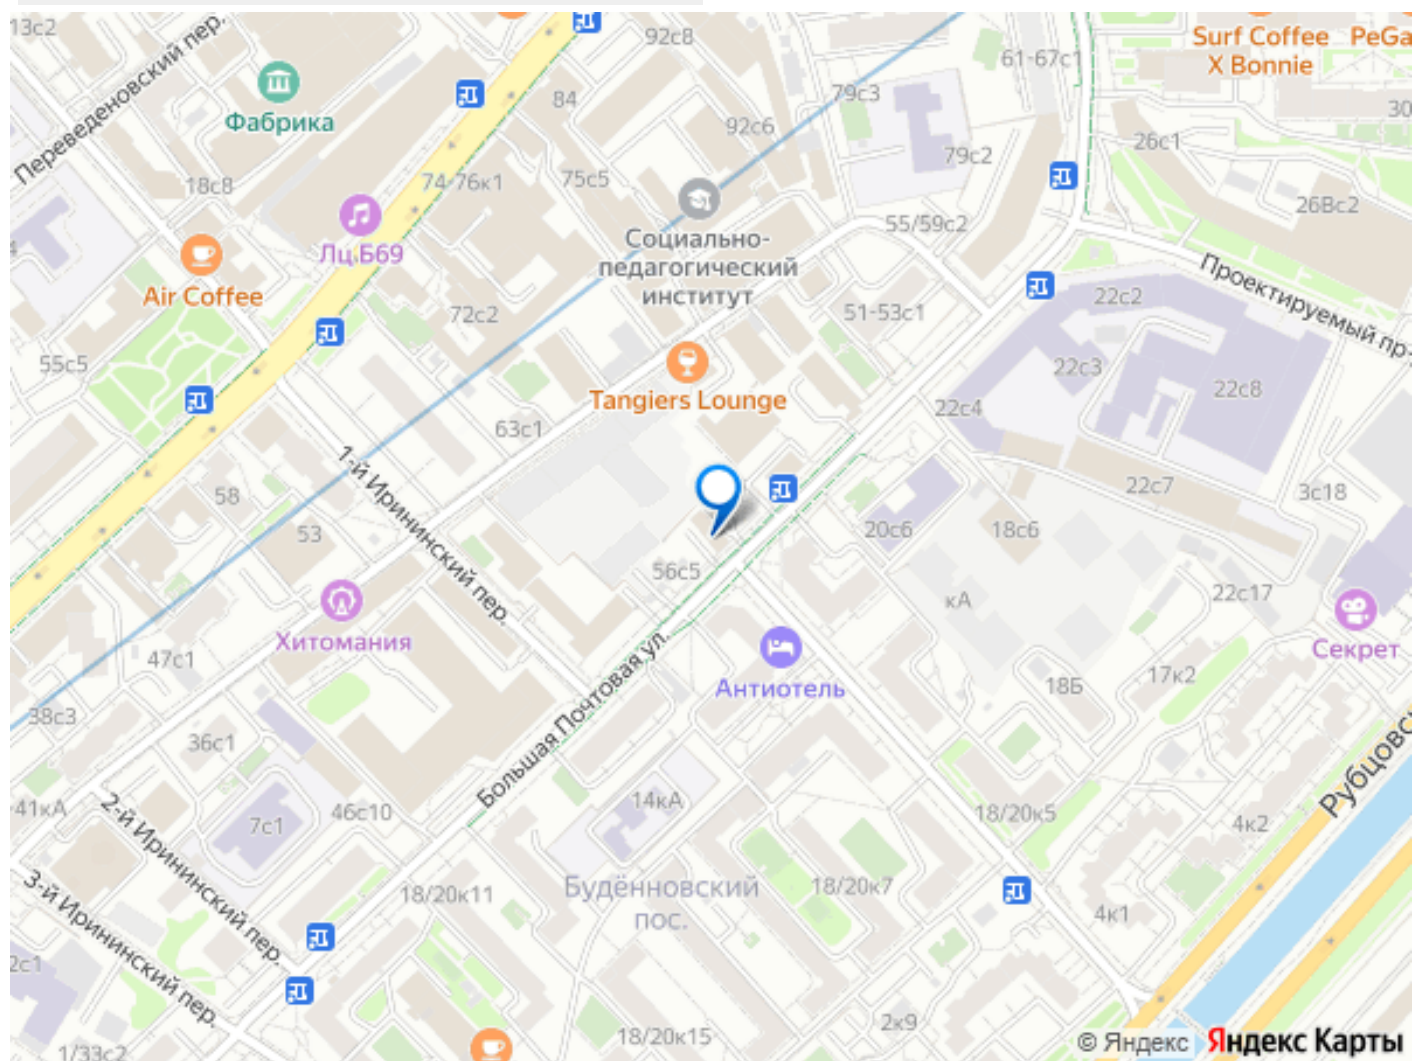 13с2
Переведеновский пер.
92с8
61-67с1
Surf Coffee
X Bonnie
PeGa
Фабрика
84
79с3
92с6
30
26с1
79с2
18с8
74-76к1
75с5
26Вс2
Лц Б69
55/59с2
Социально-
педагогический
институт
Air Coffee
Проектируемый пр-
22с2
72с2
51-53с1
55с5
22с3
22с8
Tangiers Lounge
22с4
63с1
1-й Ирининский пер.
58
22с7
3с18
53
20с6
18с6
56с5
кА
22с17
Хитомания
Секрет
47с1
Большая Почтовая ул.
Антиотель
17к2
18Б
38с3
36с1
Рубцовс
41кА
2-й Ирининский пер.
46с10
14кА
7с1
18/20к5
4к2
3-й Ирининский пер.
18/20к11
Будённовский
пос.
18/20к7
4к1
2с1
2к9
18/20к15
1/33с2
© Яндекс Яндекс Карты